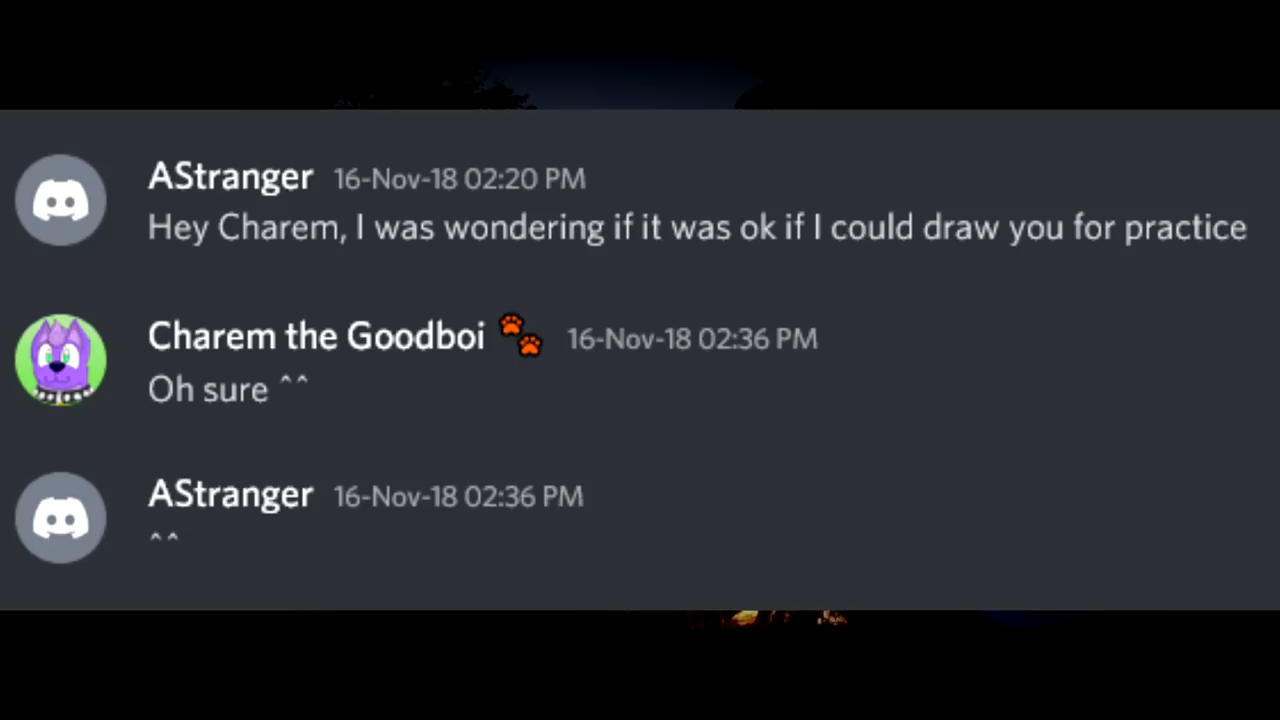 AStranger 16-Nov-18 02:20 PM
Hey Charem, I was wondering if it was ok if I could draw you for practice
Charem the Goodboi 🐾 16-Nov-18 02:36 PM
Oh sure ^^
AStranger 16-Nov-18 02:36 PM
^^